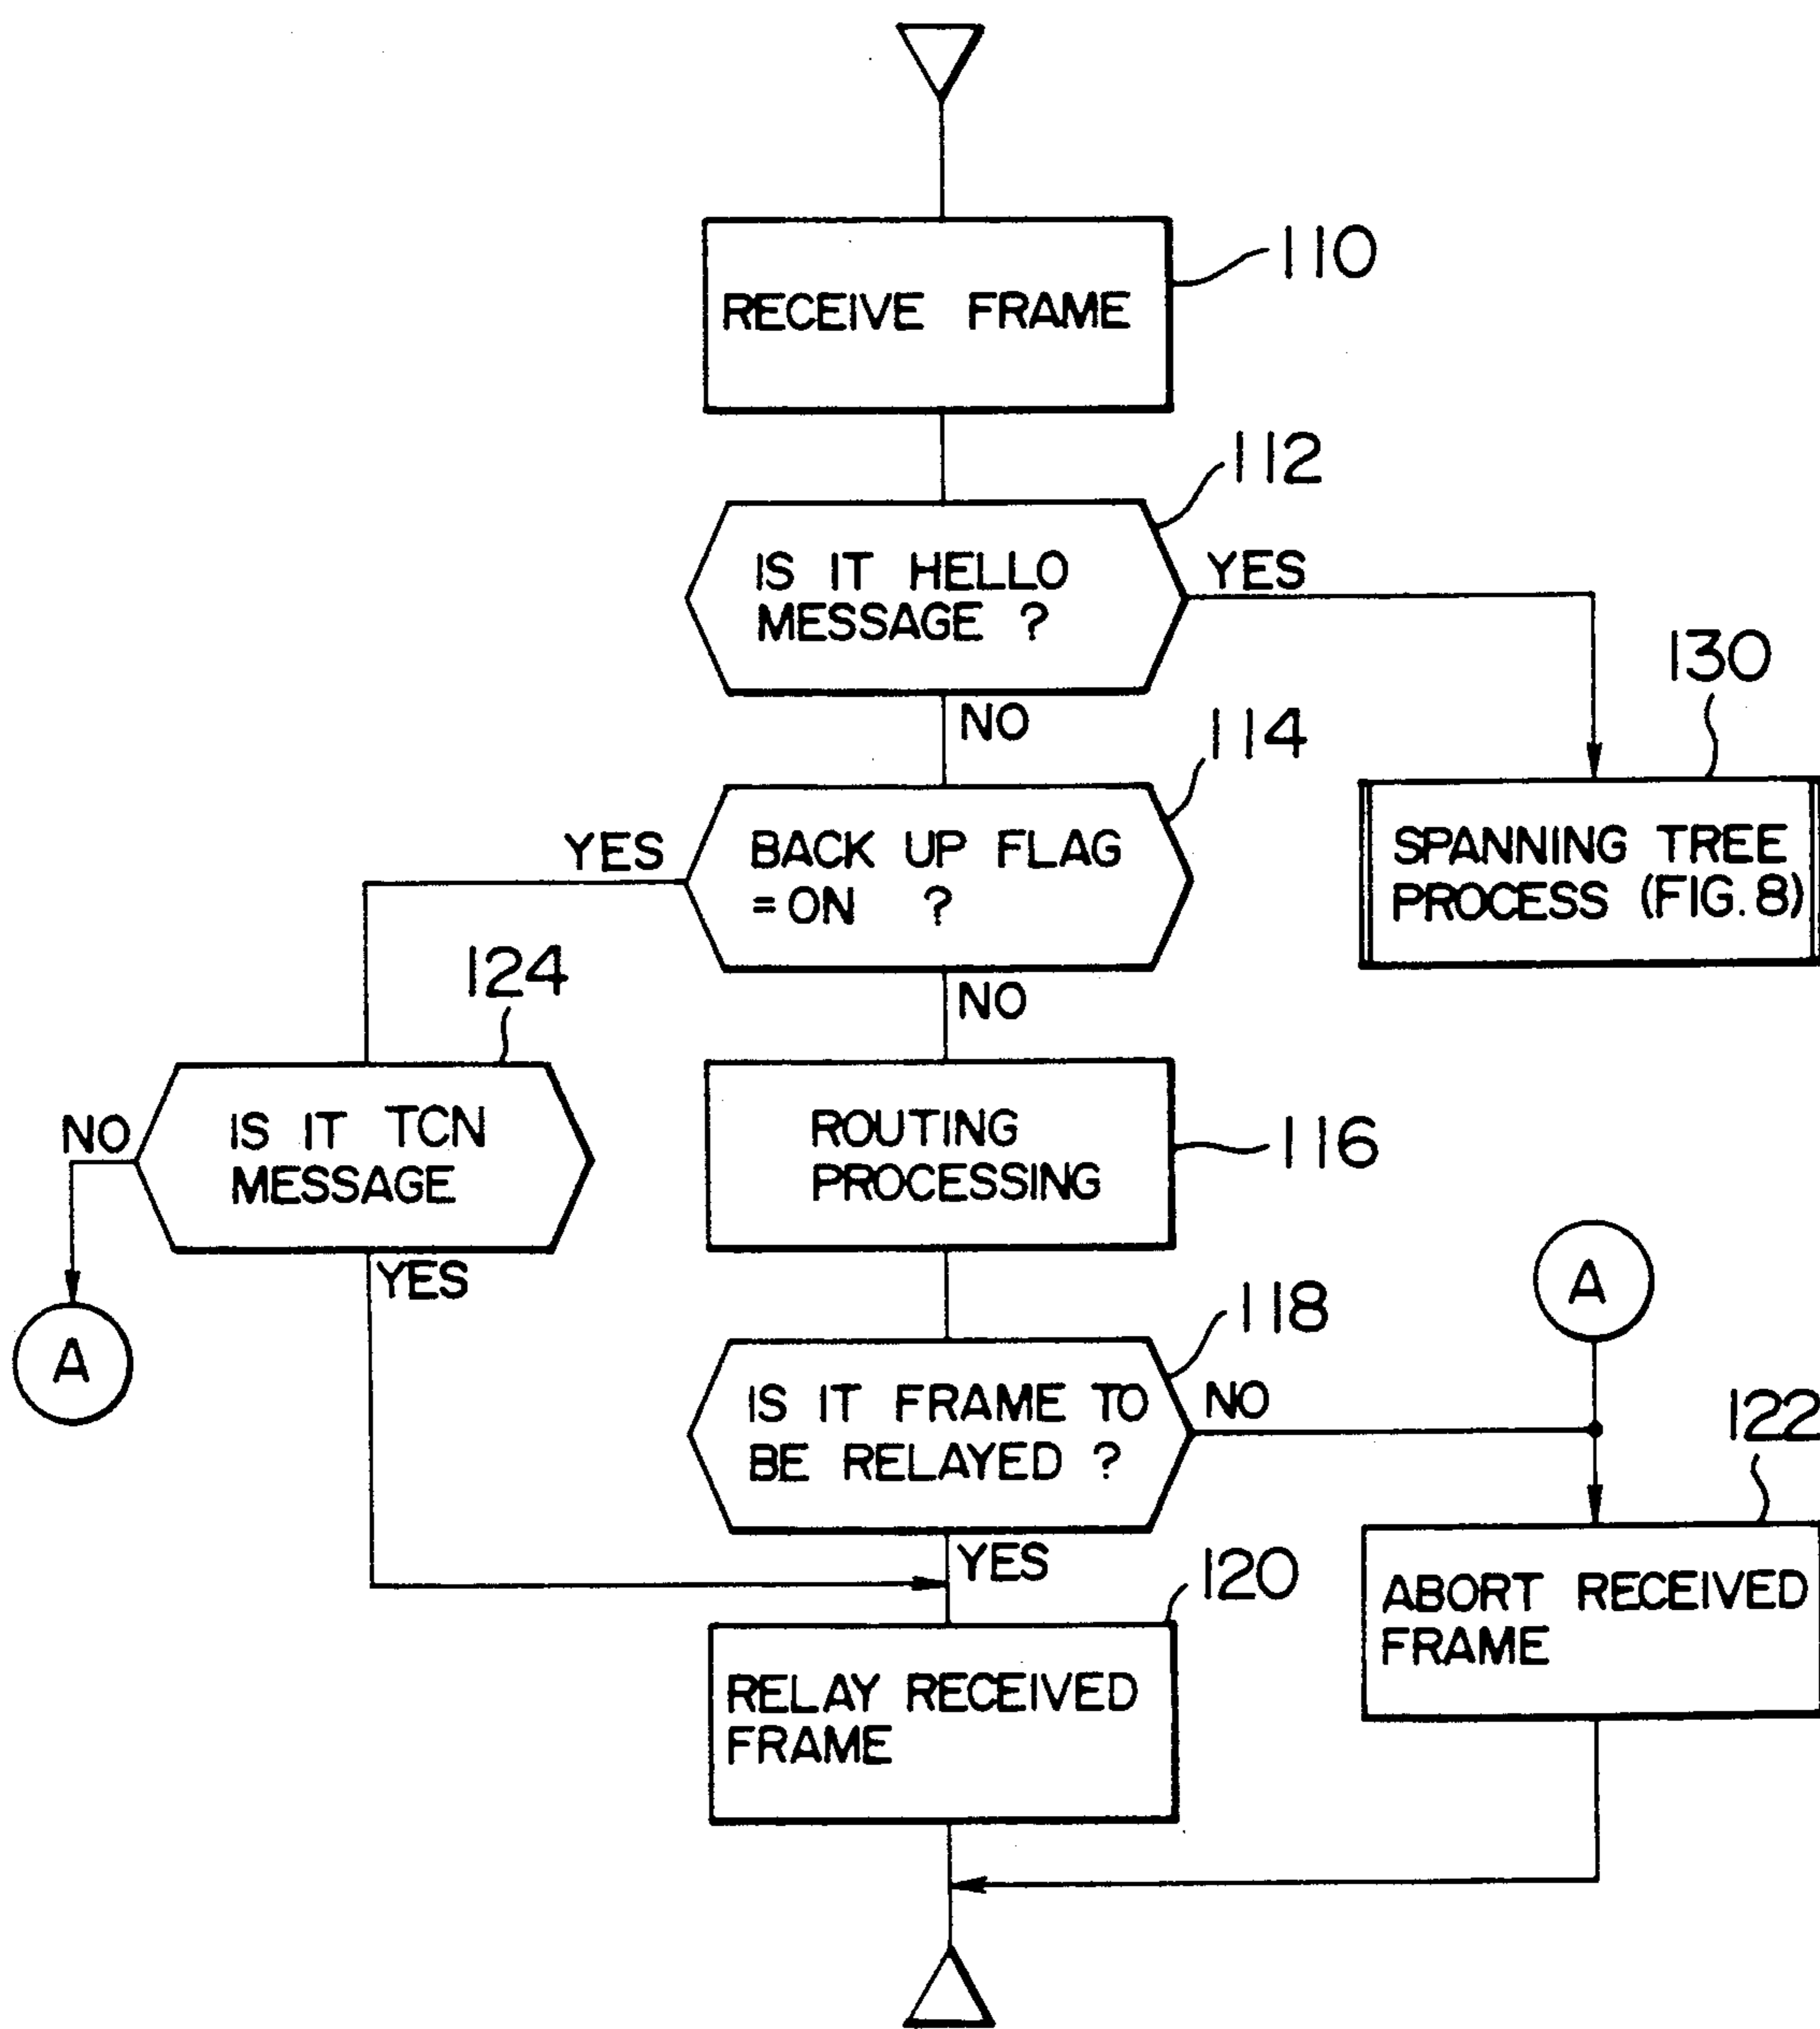 110
RECEIVE FRAME
112
IS IT HELLO
MESSAGE ?
YES
130
NO
114
BACK UP FLAG
=ON ?
YES
SPANNING TREE
PROCESS (FIG. 8)
124
NO
IS IT TCN
MESSAGE
NO
YES
ROUTING
PROCESSING
116
A
A
118
IS IT FRAME TO
BE RELAYED ?
NO
122
YES
120
ABORT RECEIVED
FRAME
RELAY RECEIVED
FRAME